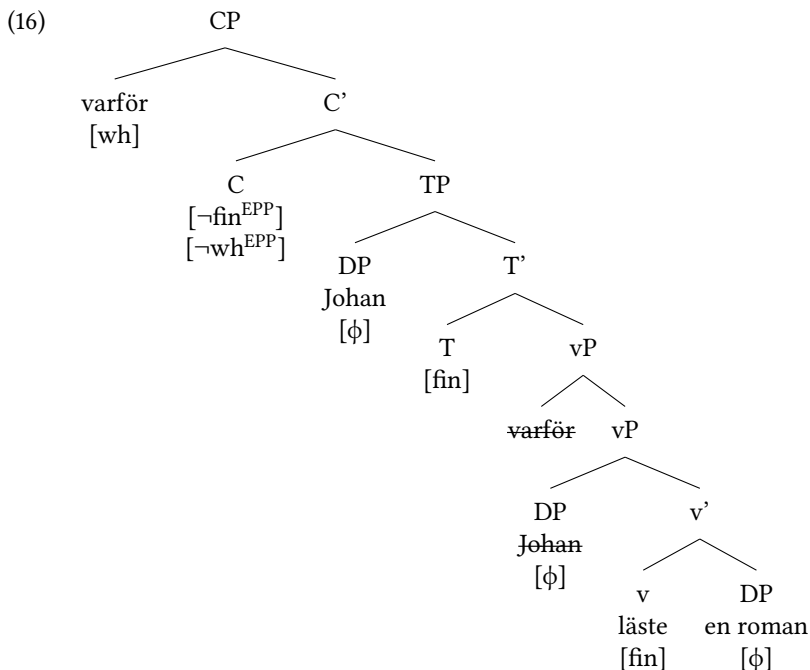 (16) CP
varför C’
[wh]
C TP
[¬fin^EPP]
[¬wh^EPP]
DP T’
Johan
[ϕ]
T vP
[fin]
varför vP
DP v’
Johan
[ϕ]
v DP
läste en roman
[fin] [ϕ]